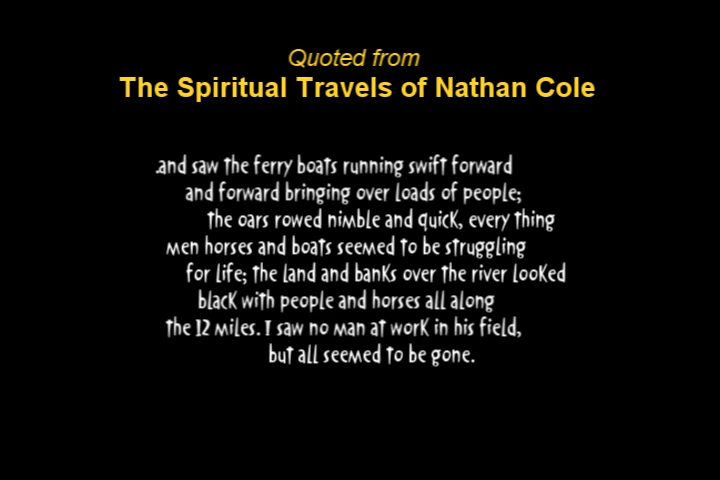 Quoted from
The Spiritual Travels of Nathan Cole
.and saw the ferry boats running swift forward
and forward bringing over loads of people;
the oars rowed nimble and quick, every thing
men horses and boats seemed to be struggling
for life; the land and banks over the river looked
black with people and horses all along
the 12 miles. I saw no man at work in his field,
but all seemed to be gone.